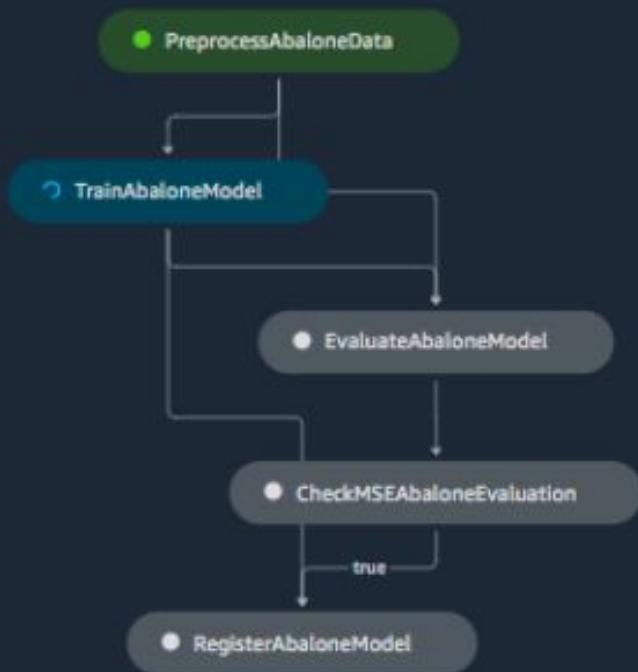 PreprocessAbaloneData
TrainAbaloneModel
EvaluateAbaloneModel
CheckMSEAbaloneEvaluation
true
RegisterAbaloneModel